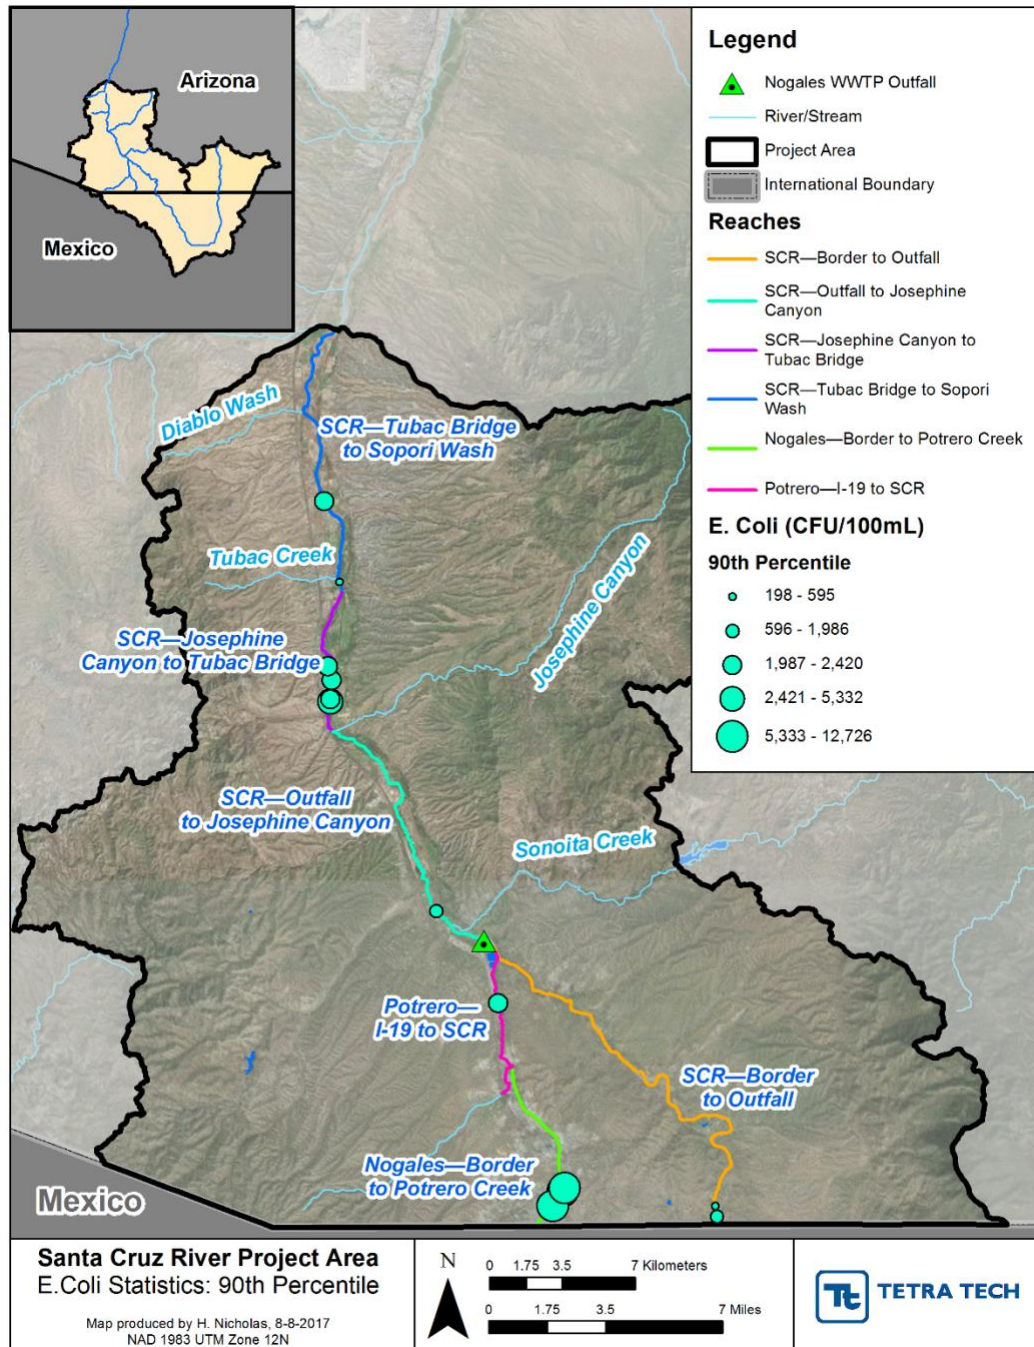 Arizona
Mexico
Legend
Nogales WWTP Outfall
River/Stream
Project Area
International Boundary
Reaches
SCR—Border to Outfall
SCR—Outfall to Josephine
Canyon
SCR—Josephine Canyon to
Tubac Bridge
SCR—Tubac Bridge to Sopori
Wash
Nogales—Border to Potrero Creek
Potrero—I-19 to SCR
E. Coli (CFU/100mL)
90th Percentile
198 - 595
596 - 1,986
1,987 - 2,420
2,421 - 5,332
5,333 - 12,726
Diablo Wash
SCR—Tubac Bridge
to Sopori Wash
Tubac Creek
Josephine Canyon
SCR—Josephine
Canyon to Tubac Bridge
SCR—Outfall
to Josephine Canyon
Sonoita Creek
Potrero—
I-19 to SCR
SCR—Border
to Outfall
Nogales—Border
to Potrero Creek
Mexico
Santa Cruz River Project Area
E.Coli Statistics: 90th Percentile
Map produced by H. Nicholas, 8-8-2017
NAD 1983 UTM Zone 12N
N
0 1.75 3.5 7 Kilometers
0 1.75 3.5 7 Miles
Tt TETRA TECH